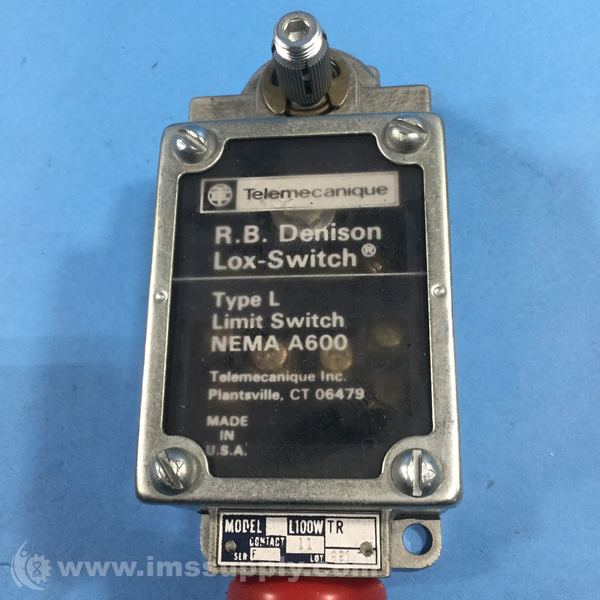 Telemecanique
R.B. Denison
Lox-Switch®
Type L
Limit Switch
NEMA A600
Telemecanique Inc.
Plantsville, CT 06479
MADE
IN
U.S.A.
MODEL L100W TR
CONTACT 11
SER F LOT
© www.imssupply.com